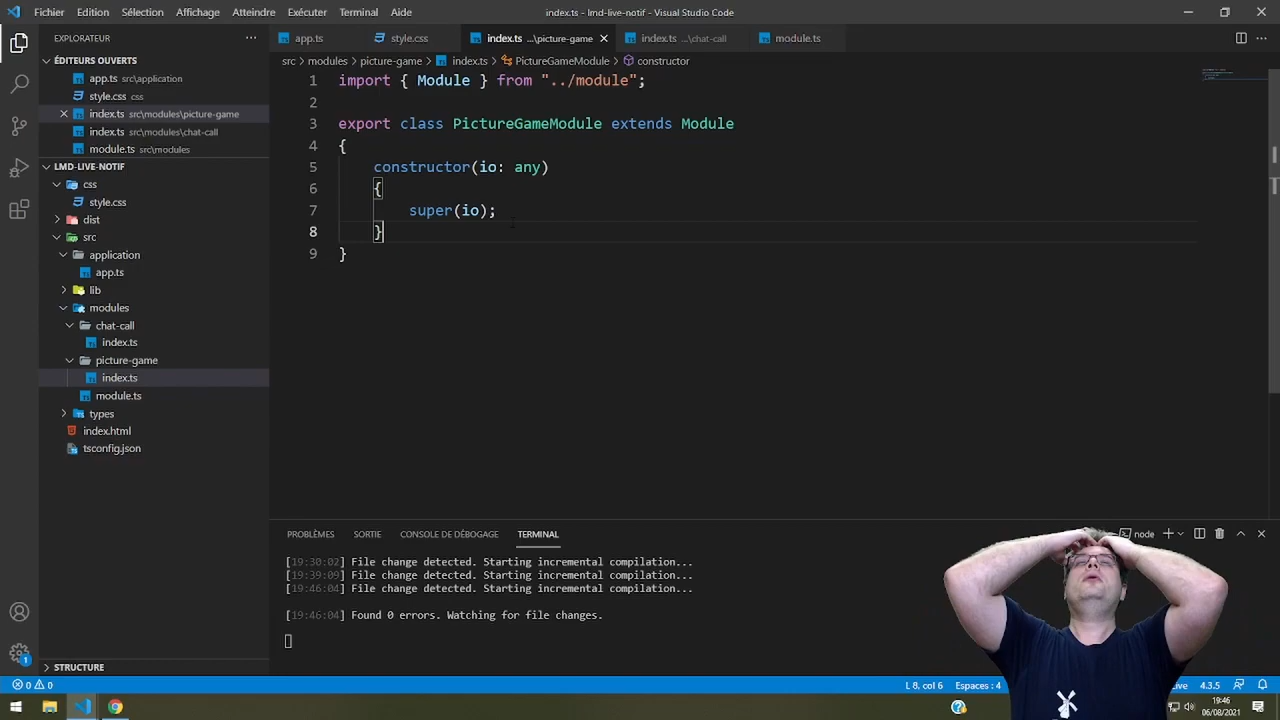 Fichier Edition Sélection Affichage Atteindre Exécuter Terminal Aide
index.ts - lmd-live-notif - Visual Studio Code
EXPLORATEUR
ÉDITEURS OUVERTS
app.ts src\application
style.css css
index.ts src\modules\picture-game
index.ts src\modules\chat-call
module.ts src\modules
LMD-LIVE-NOTIF
css
style.css
dist
src
application
app.ts
lib
modules
chat-call
index.ts
picture-game
index.ts
module.ts
types
index.html
tsconfig.json
STRUCTURE
app.ts
style.css
index.ts ...\picture-game
index.ts ...\chat-call
module.ts
src > modules > picture-game > index.ts > PictureGameModule > constructor
1 import { Module } from "../module";
2
3 export class PictureGameModule extends Module
4 {
5 constructor(io: any)
6 {
7 super(io);
8 }
9 }
PROBLÈMES SORTIE CONSOLE DE DÉBOGAGE TERMINAL
node
[19:30:02] File change detected. Starting incremental compilation...
[19:39:09] File change detected. Starting incremental compilation...
[19:46:04] File change detected. Starting incremental compilation...
[19:46:04] Found 0 errors. Watching for file changes.
1
0 0
L 8, col 6 Espaces : 4
4.3.5
19:46
06/08/2021